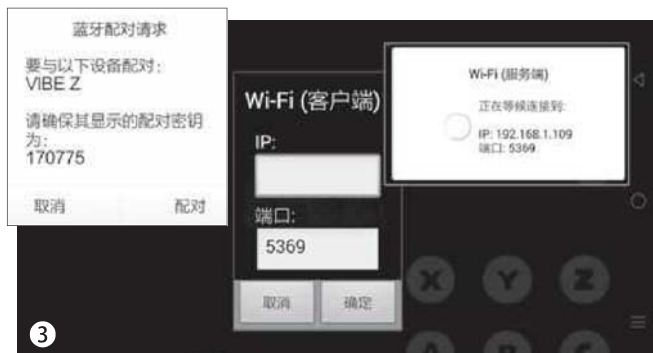 蓝牙配对请求
要与以下设备配对:
VIBE Z
请确保其显示的配对密钥
为:
170775
取消 配对
Wi-Fi (客户端)
IP:
端口:
5369
取消 确定
Wi-Fi (服务端)
正在等候连接到:
IP: 192.168.1.109
端口: 5369
X Y Z
A B C
3